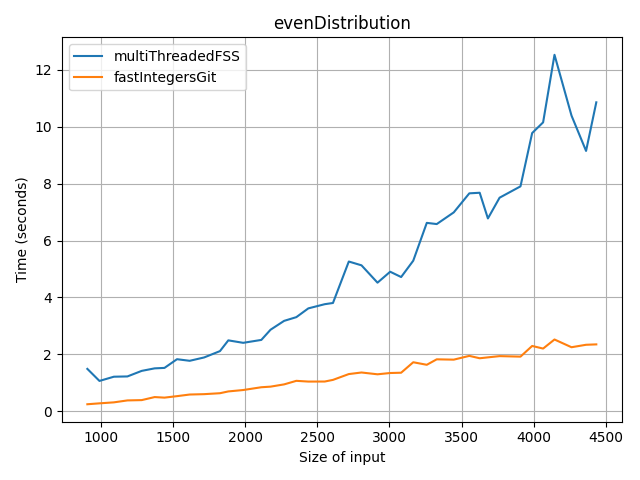 evenDistribution
multiThreadedFSS
fastIntegersGit
Time (seconds)
12
10
8
6
4
2
0
1000 1500 2000 2500 3000 3500 4000 4500
Size of input